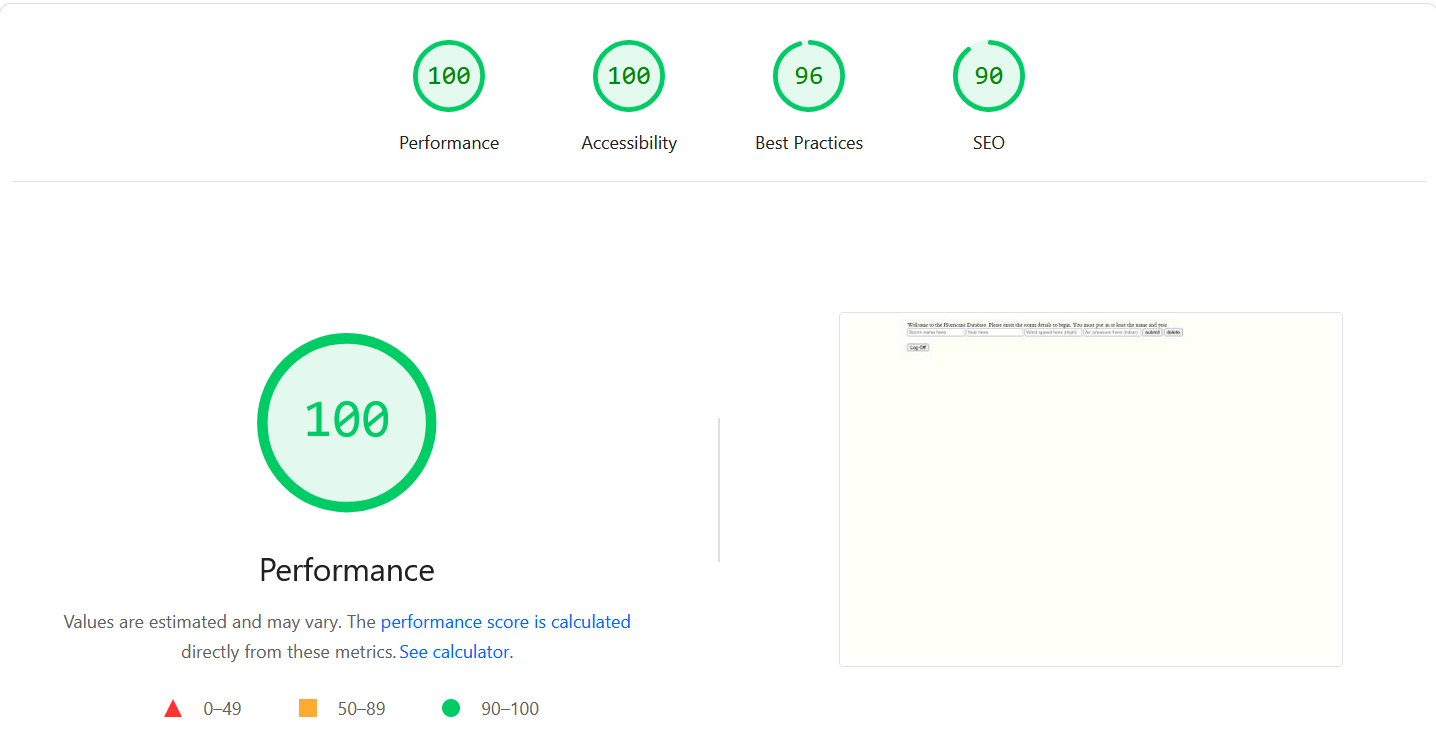 100
100
96
90
Performance
Accessibility
Best Practices
SEO
Welcome to the Hurricane Databse. Please enter the storm details to begin. You must put in at least the name and year
Storm name here
Year here
Wind speed here (mph)
Air pressure here (mbar)
submit
delete
Log Off
100
Performance
Values are estimated and may vary. The performance score is calculated
directly from these metrics. See calculator.
0–49
50–89
90–100